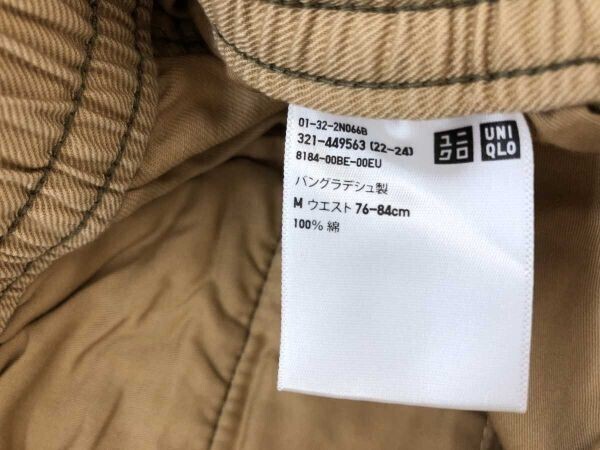 01-32-2N066B
321-449563 (22-24)
8184-00BE-00EU
バングラデシュ製
M ウエスト 76-84cm
100% 綿
ユニ
クロ
UNI
QLO